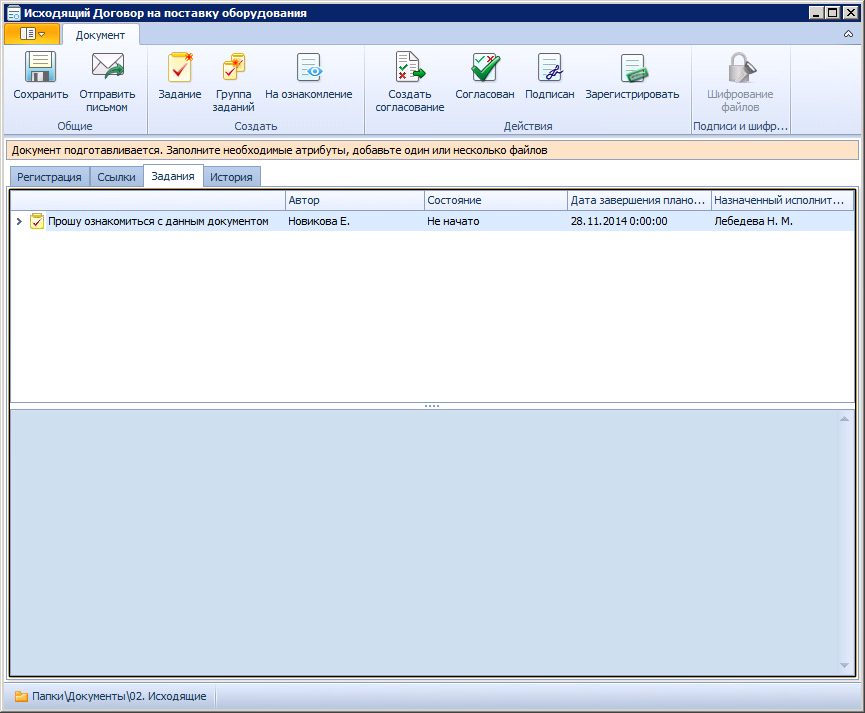 Исходящий Договор на поставку оборудования
Документ
Сохранить
Отправить
письмом
Задание
Группа
заданий
На ознакомление
Создать
согласование
Согласован
Подписан
Зарегистрировать
Шифрование
файлов
Общие
Создать
Действия
Подписи и шифр...
Документ подготавливается. Заполните необходимые атрибуты, добавьте один или несколько файлов
Регистрация
Ссылки
Задания
История
Автор
Состояние
Дата завершения плано...
Назначенный исполнит...
Прошу ознакомиться с данным документом
Новикова Е.
Не начато
28.11.2014 0:00:00
Лебедева Н. М.
Папки\Документы\02. Исходящие